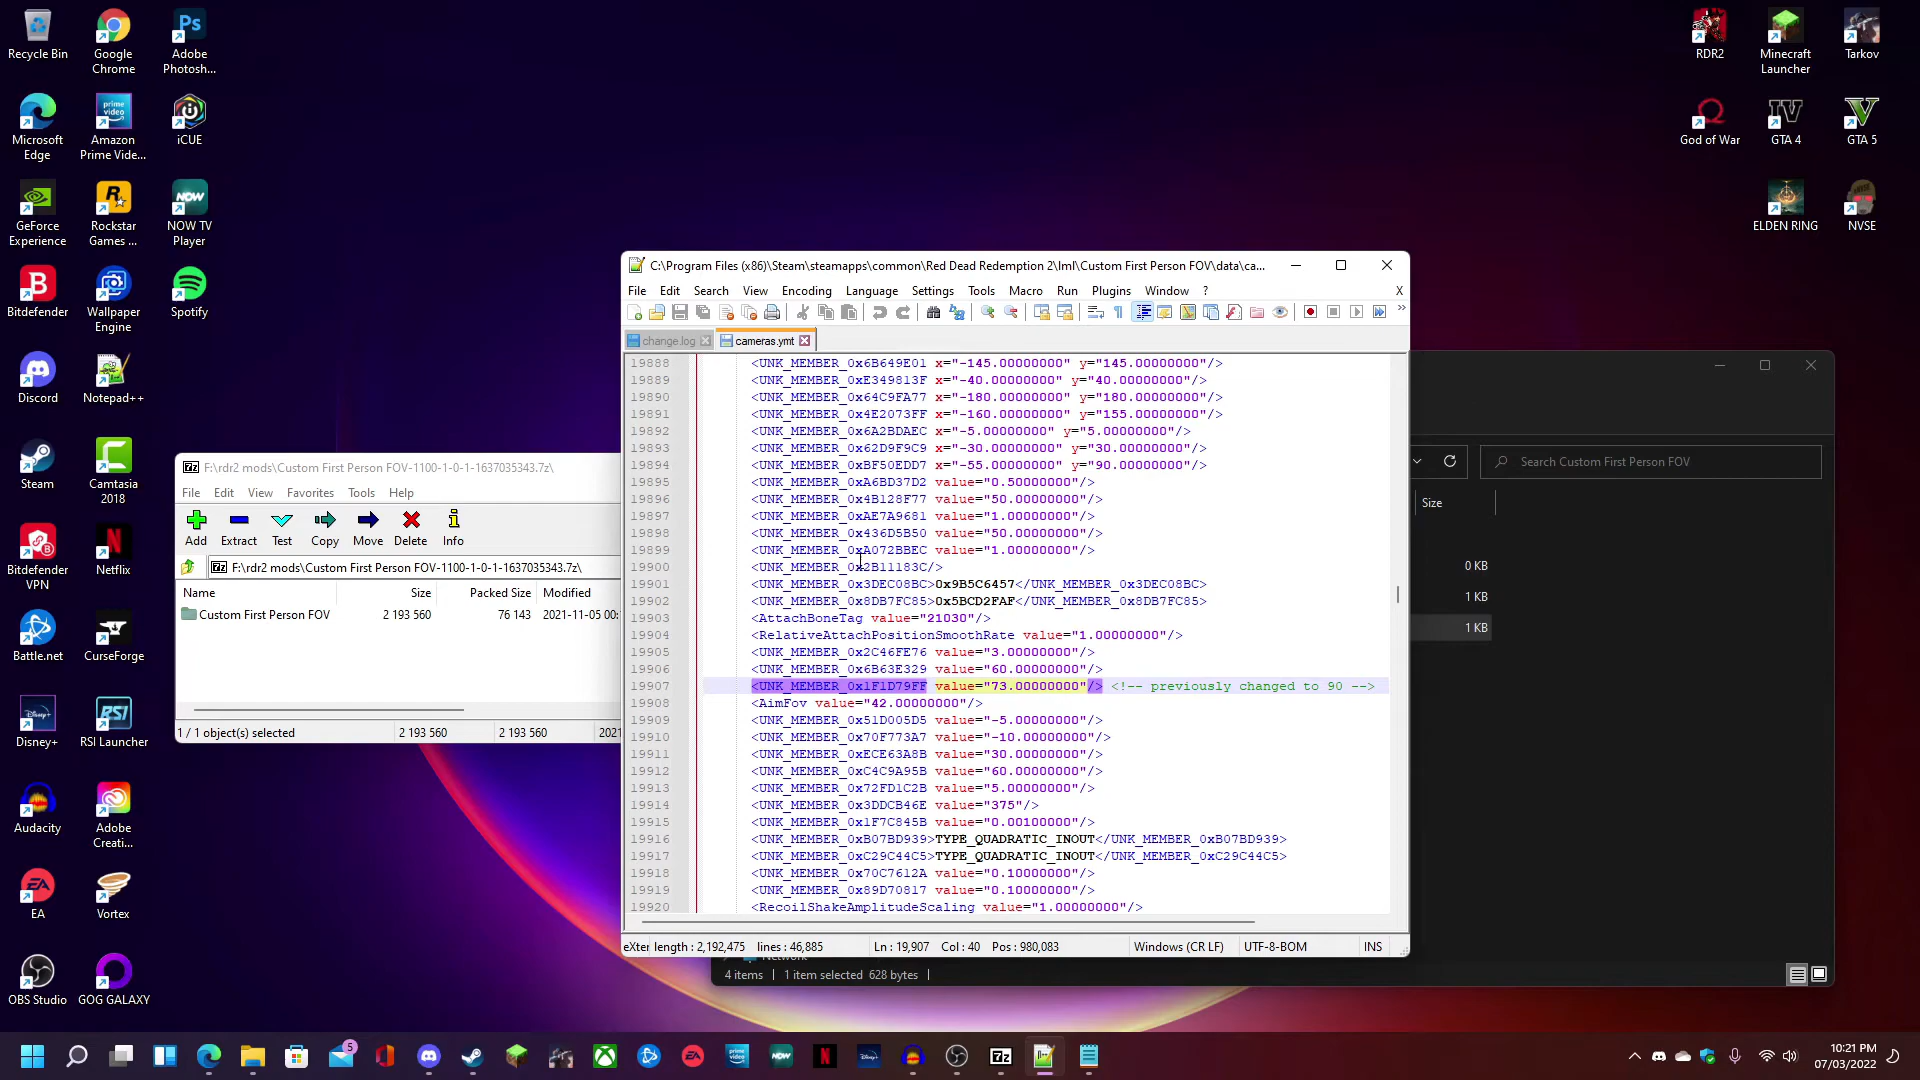 Recycle Bin
Google Chrome
Adobe Photosh...
Microsoft Edge
Amazon Prime Vide...
iCUE
GeForce Experience
Rockstar Games ...
NOW TV Player
Bitdefender
Wallpaper Engine
Spotify
Discord
Notepad++
Steam
Camtasia 2018
Bitdefender VPN
Netflix
Battle.net
CurseForge
Disney+
RSI Launcher
Audacity
Adobe Creati...
EA
Vortex
OBS Studio
GOG GALAXY
RDR2
Minecraft Launcher
Tarkov
God of War
GTA 4
GTA 5
ELDEN RING
NVSE
F:\rdr2 mods\Custom First Person FOV-1100-1-0-1-1637035343.7z\
File Edit View Favorites Tools Help
Add Extract Test Copy Move Delete Info
F:\rdr2 mods\Custom First Person FOV-1100-1-0-1-1637035343.7z\
Name Size Packed Size Modified
Custom First Person FOV 2 193 560 76 143 2021-11-05 00:
1 / 1 object(s) selected 2 193 560 2 193 560 2021
C:\Program Files (x86)\Steam\steamapps\common\Red Dead Redemption 2\lml\Custom First Person FOV\data\ca...
File Edit Search View Encoding Language Settings Tools Macro Run Plugins Window ? X
change.log cameras.ymt
19888 <UNK_MEMBER_0x6B649E01 x="-145.00000000" y="145.00000000"/>
19889 <UNK_MEMBER_0xE349813F x="-40.00000000" y="40.00000000"/>
19890 <UNK_MEMBER_0x64C9FA77 x="-180.00000000" y="180.00000000"/>
19891 <UNK_MEMBER_0x4E2073FF x="-160.00000000" y="155.00000000"/>
19892 <UNK_MEMBER_0x6A2BDAEC x="-5.00000000" y="5.00000000"/>
19893 <UNK_MEMBER_0x62D9F9C9 x="-30.00000000" y="30.00000000"/>
19894 <UNK_MEMBER_0xBF50EDD7 x="-55.00000000" y="90.00000000"/>
19895 <UNK_MEMBER_0xA6BD37D2 value="0.50000000"/>
19896 <UNK_MEMBER_0x4B128F77 value="50.00000000"/>
19897 <UNK_MEMBER_0xAE7A9681 value="1.00000000"/>
19898 <UNK_MEMBER_0x436D5B50 value="50.00000000"/>
19899 <UNK_MEMBER_0xA072BBEC value="1.00000000"/>
19900 <UNK_MEMBER_0x2B11183C/>
19901 <UNK_MEMBER_0x3DEC08BC>0x9B5C6457</UNK_MEMBER_0x3DEC08BC>
19902 <UNK_MEMBER_0x8DB7FC85>0x5BCD2FAF</UNK_MEMBER_0x8DB7FC85>
19903 <AttachBoneTag value="21030"/>
19904 <RelativeAttachPositionSmoothRate value="1.00000000"/>
19905 <UNK_MEMBER_0x2C46FE76 value="3.00000000"/>
19906 <UNK_MEMBER_0x6B63E329 value="60.00000000"/>
19907 <UNK_MEMBER_0x1F1D79FF value="73.00000000"/> <!-- previously changed to 90 -->
19908 <AimFov value="42.00000000"/>
19909 <UNK_MEMBER_0x51D005D5 value="-5.00000000"/>
19910 <UNK_MEMBER_0x70F773A7 value="-10.00000000"/>
19911 <UNK_MEMBER_0xECE63A8B value="30.00000000"/>
19912 <UNK_MEMBER_0xC4C9A95B value="60.00000000"/>
19913 <UNK_MEMBER_0x72FD1C2B value="5.00000000"/>
19914 <UNK_MEMBER_0x3DDCB46E value="375"/>
19915 <UNK_MEMBER_0x1F7C845B value="0.00100000"/>
19916 <UNK_MEMBER_0xB07BD939>TYPE_QUADRATIC_INOUT</UNK_MEMBER_0xB07BD939>
19917 <UNK_MEMBER_0xC29C44C5>TYPE_QUADRATIC_INOUT</UNK_MEMBER_0xC29C44C5>
19918 <UNK_MEMBER_0x70C7612A value="0.10000000"/>
19919 <UNK_MEMBER_0x89D70817 value="0.10000000"/>
19920 <RecoilShakeAmplitudeScaling value="1.00000000"/>
eXter length : 2,192,475 lines : 46,885 Ln : 19,907 Col : 40 Pos : 980,083 Windows (CR LF) UTF-8-BOM INS
Search Custom First Person FOV
Size
0 KB
1 KB
1 KB
Network
4 items 1 item selected 628 bytes
5
10:21 PM
07/03/2022